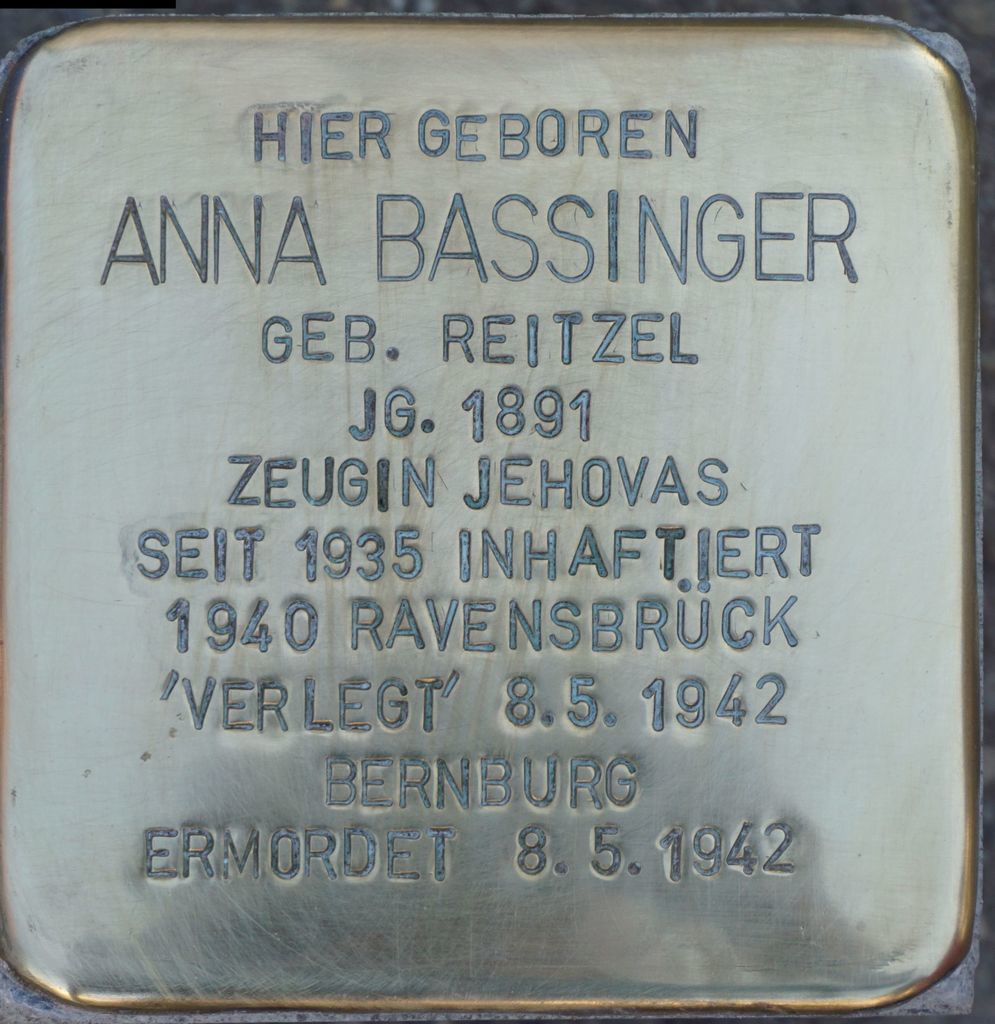 HIER GEBOREN
ANNA BASSINGER
GEB. REITZEL
JG. 1891
ZEUGIN JEHOVAS
SEIT 1935 INHAFTIERT
1940 RAVENSBRÜCK
'VERLEGT' 8.5.1942
BERNBURG
ERMORDET 8.5.1942